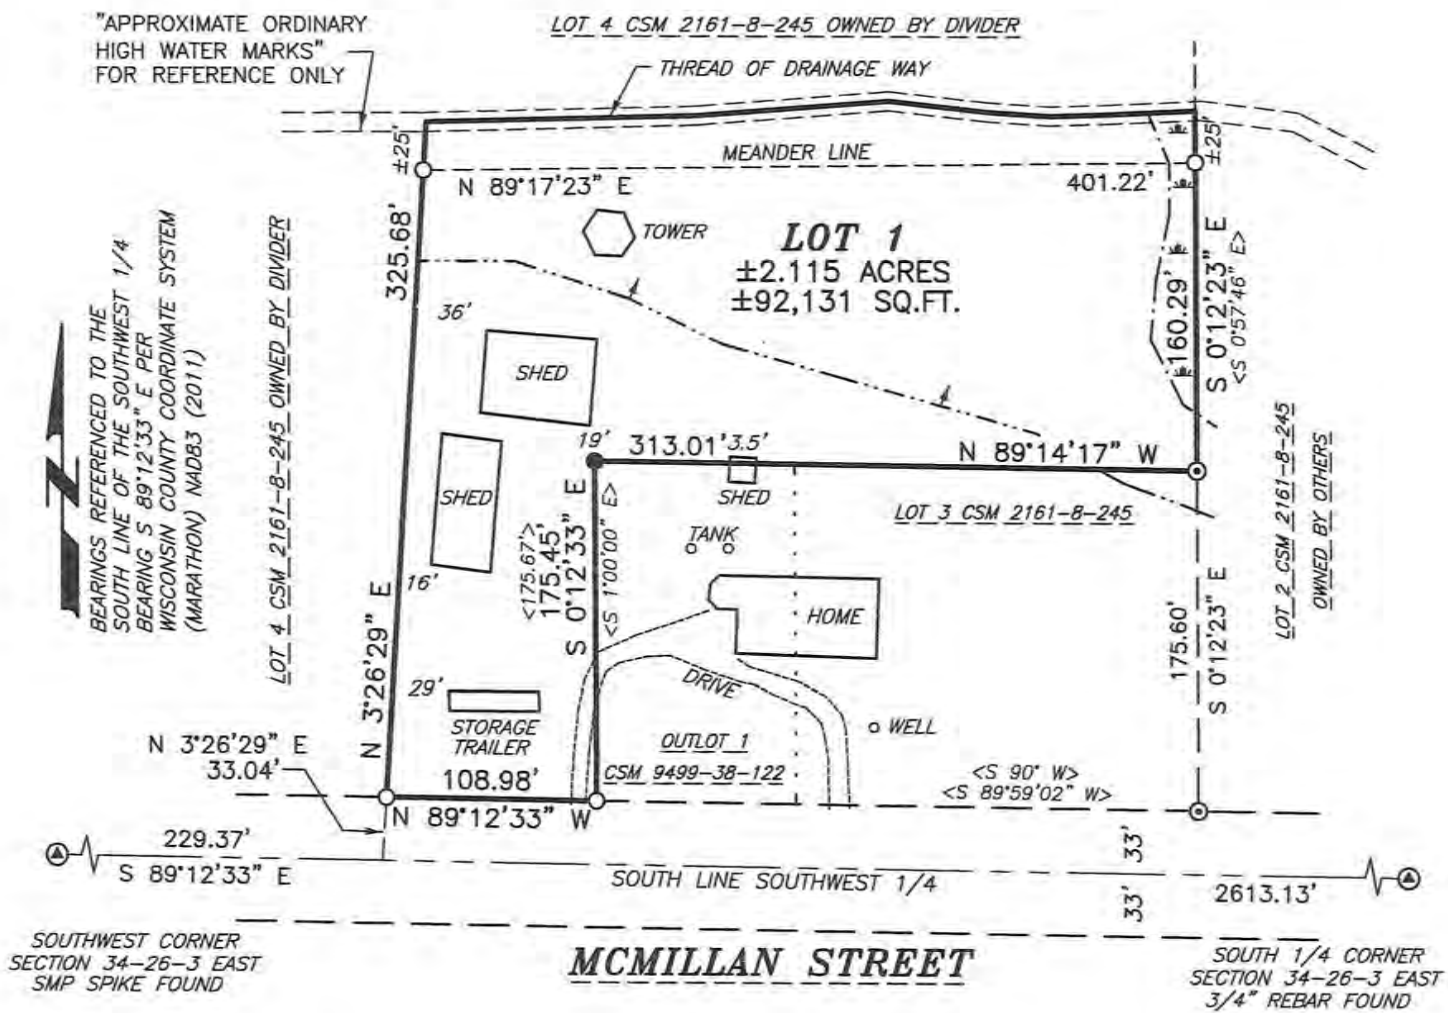 "APPROXIMATE ORDINARY
HIGH WATER MARKS"
FOR REFERENCE ONLY
LOT 4 CSM 2161-8-245 OWNED BY DIVIDER
THREAD OF DRAINAGE WAY
±25'
MEANDER LINE
±25'
N 89°17'23" E
401.22'
TOWER
LOT 1
±2.115 ACRES
±92,131 SQ.FT.
325.68'
N 3°26'29" E
160.29'
S 0°12'23" E
<S 0°57'46" E>
BEARINGS REFERENCED TO THE
SOUTH LINE OF THE SOUTHWEST 1/4
BEARING S 89°12'33" E PER
WISCONSIN COUNTY COORDINATE SYSTEM
(MARATHON) NAD83 (2011)
LOT 4 CSM 2161-8-245 OWNED BY DIVIDER
36'
SHED
19'
313.01'
3.5'
N 89°14'17" W
SHED
SHED
LOT 3 CSM 2161-8-245
LOT 2 CSM 2161-8-245
OWNED BY OTHERS
TANK
<175.67'>
175.45'
S 0°12'33" E
<S 1°00'00" E>
16'
HOME
175.60'
S 0°12'23" E
29'
DRIVE
STORAGE
TRAILER
WELL
OUTLOT 1
CSM 9499-38-122
N 3°26'29" E
33.04'
108.98'
N 89°12'33" W
<S 90° W>
<S 89°59'02" W>
229.37'
S 89°12'33" E
SOUTH LINE SOUTHWEST 1/4
33'
33'
2613.13'
SOUTHWEST CORNER
SECTION 34-26-3 EAST
SMP SPIKE FOUND
MCMILLAN STREET
SOUTH 1/4 CORNER
SECTION 34-26-3 EAST
3/4" REBAR FOUND